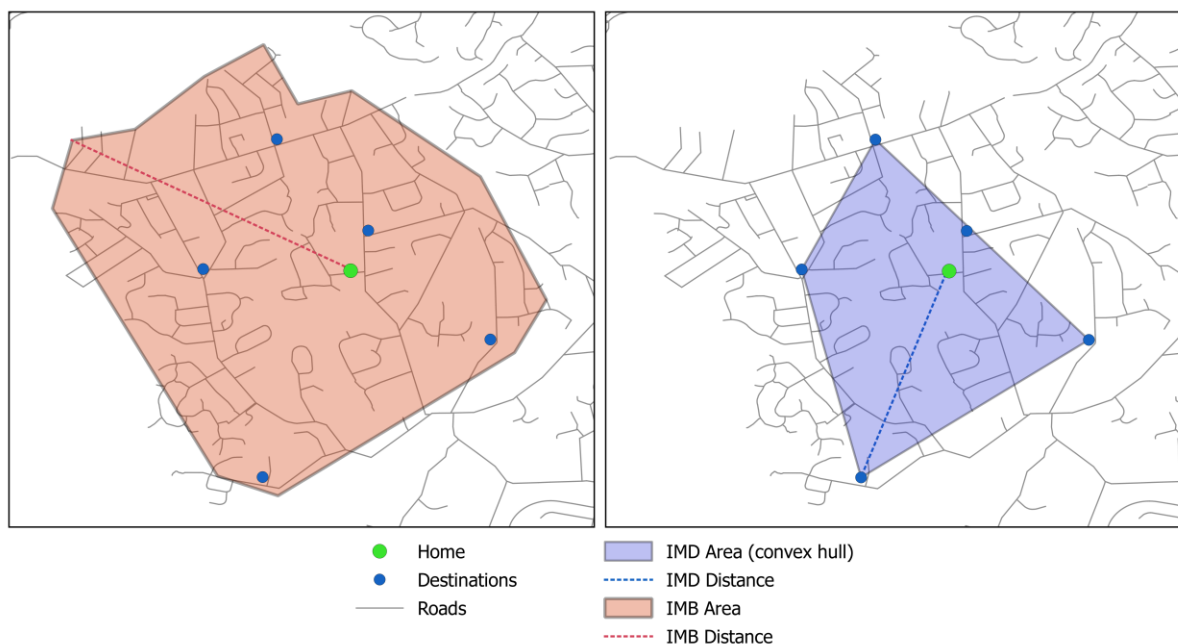 Home
Destinations
Roads
IMD Area (convex hull)
IMD Distance
IMB Area
IMB Distance